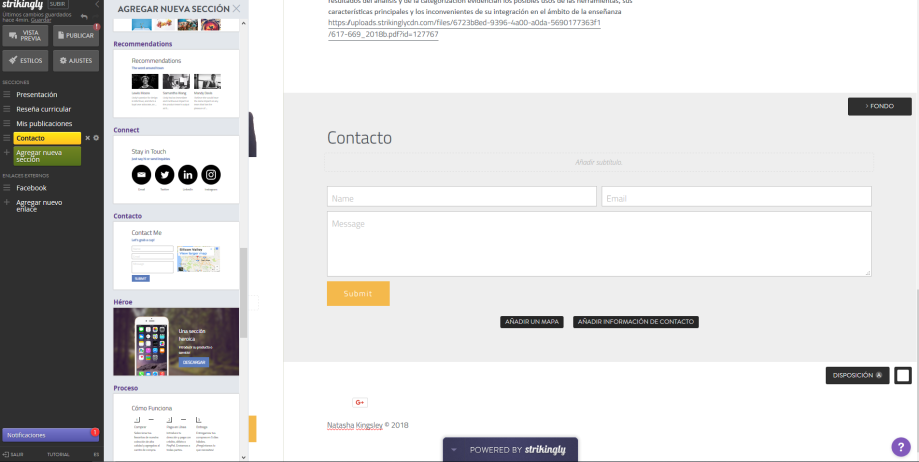 strikingly
SUBIR
Últimos cambios guardados
hace 4min. Guardar
VISTA
PREVIA
PUBLICAR
ESTILOS
AJUSTES
SECCIONES
Presentación
Reseña curricular
Mis publicaciones
Contacto
Agregar nueva
sección
ENLACES EXTERNOS
Facebook
Agregar nuevo
enlace
Notificaciones
1
SALIR
TUTORIAL
ES
AGREGAR NUEVA SECCIÓN
Recommendations
Recommendations
Connect
Stay in Touch
Contacto
Contact Me
Let's grab a cup!
SUBMIT
Héroe
Una sección
heroica
DESCARGAR
Proceso
Cómo Funciona
resultados del análisis y de la categorización evidencian los posibles usos de las herramientas, sus
características principales y los inconvenientes de su integración en el ámbito de la enseñanza
https://uploads.strikinglycdn.com/files/6723b8ed-9396-4a00-a0da-5690177363f1
/617-669_2018b.pdf?id=127767
> FONDO
Contacto
Añadir subtítulo.
Name
Email
Message
Submit
AÑADIR UN MAPA
AÑADIR INFORMACIÓN DE CONTACTO
DISPOSICIÓN A
G+
Natasha Kingsley © 2018
POWERED BY strikingly
?